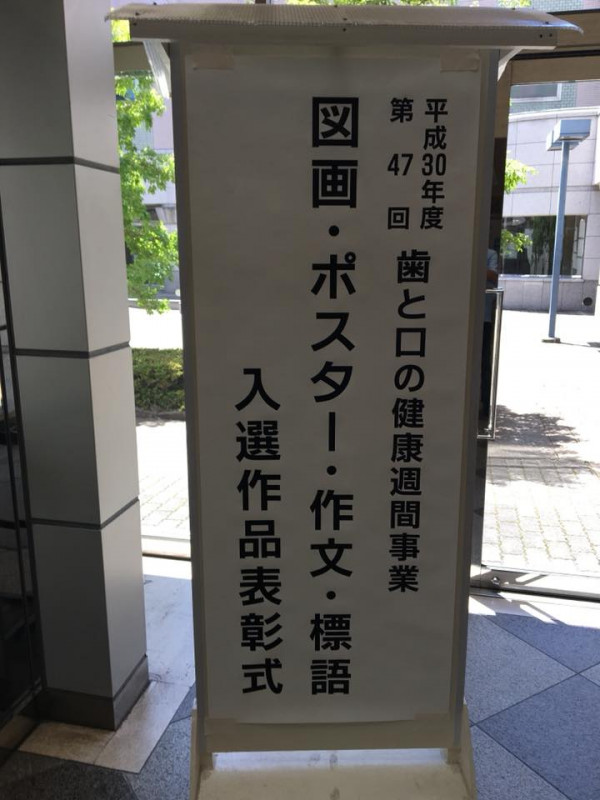 平成30年度
第47回
歯と口の健康週間事業
図画・ポスター・作文・標語
入選作品表彰式